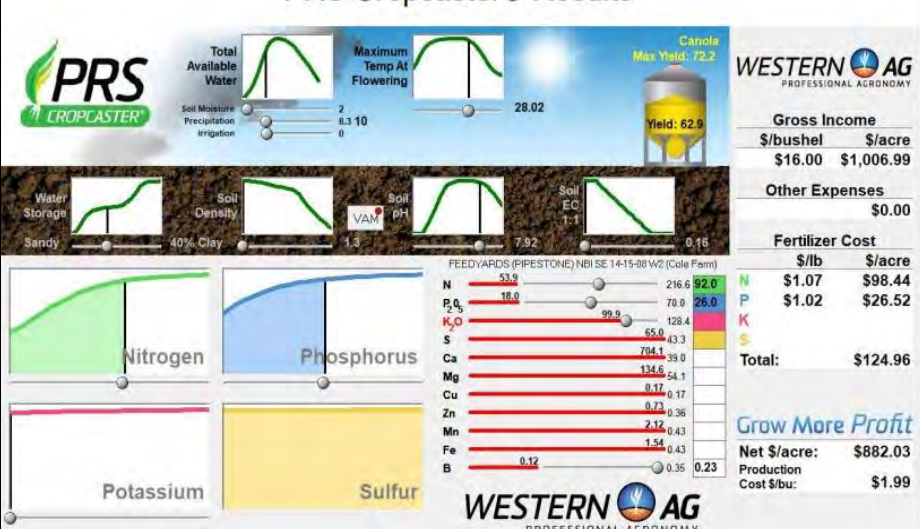 PRS Cropcaster® Results
PRS
CROPCASTER®
Total
Available
Water
Maximum
Temp At
Flowering
Soil Moisture 2
Precipitation 8.3 10
Irrigation 0
28.02
Canola
Max Yield: 72.2
Yield: 62.9
Water
Storage
Sandy 40% Clay
Soil
Density
1.3
VAM
Soil
pH
7.92
Soil
EC
1:1
0.16
Nitrogen
Phosphorus
Potassium
Sulfur
FEEDYARDS (PIPESTONE) NBI SE 14-15-08 W2 (Cole Farm)
N 53.9 216.6 92.0
P2O5 18.0 70.0 26.0
K2O 99.9 128.4
S 65.0 43.3
Ca 704.1 39.0
Mg 134.6 54.1
Cu 0.17 0.17
Zn 0.73 0.36
Mn 2.12 0.43
Fe 1.54 0.43
B 0.12 0.35 0.23
WESTERN AG
PROFESSIONAL AGRONOMY
WESTERN AG
PROFESSIONAL AGRONOMY
Gross Income
$/bushel $/acre
$16.00 $1,006.99
Other Expenses
$0.00
Fertilizer Cost
$/lb $/acre
N $1.07 $98.44
P $1.02 $26.52
K
S
Total: $124.96
Grow More Profit
Net $/acre: $882.03
Production
Cost $/bu: $1.99